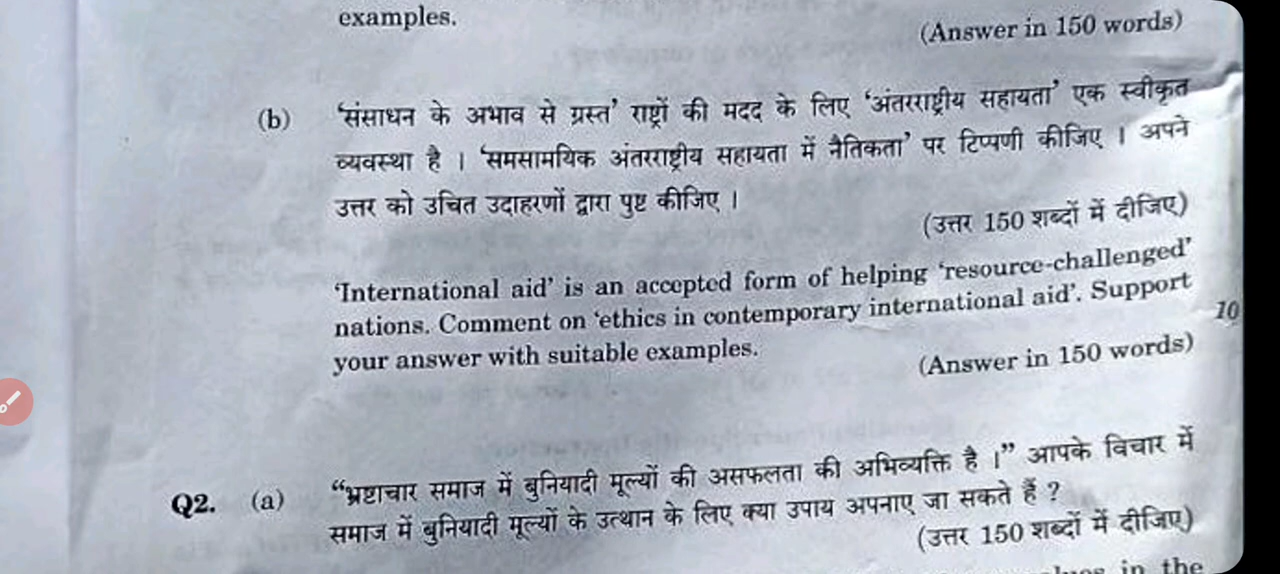 examples.
(Answer in 150 words)
(b) ‘संसाधन के अभाव से ग्रस्त’ राष्ट्रों की मदद के लिए ‘अंतरराष्ट्रीय सहायता’ एक स्वीकृत
व्यवस्था है । ‘समसामयिक अंतरराष्ट्रीय सहायता में नैतिकता’ पर टिप्पणी कीजिए । अपने
उत्तर को उचित उदाहरणों द्वारा पुष्ट कीजिए ।
(उत्तर 150 शब्दों में दीजिए)
‘International aid’ is an accepted form of helping ‘resource-challenged’
nations. Comment on ‘ethics in contemporary international aid’. Support
your answer with suitable examples.
10
(Answer in 150 words)
Q2. (a) “भ्रष्टाचार समाज में बुनियादी मूल्यों की असफलता की अभिव्यक्ति है ।” आपके विचार में
समाज में बुनियादी मूल्यों के उत्थान के लिए क्या उपाय अपनाए जा सकते हैं ?
(उत्तर 150 शब्दों में दीजिए)
in the